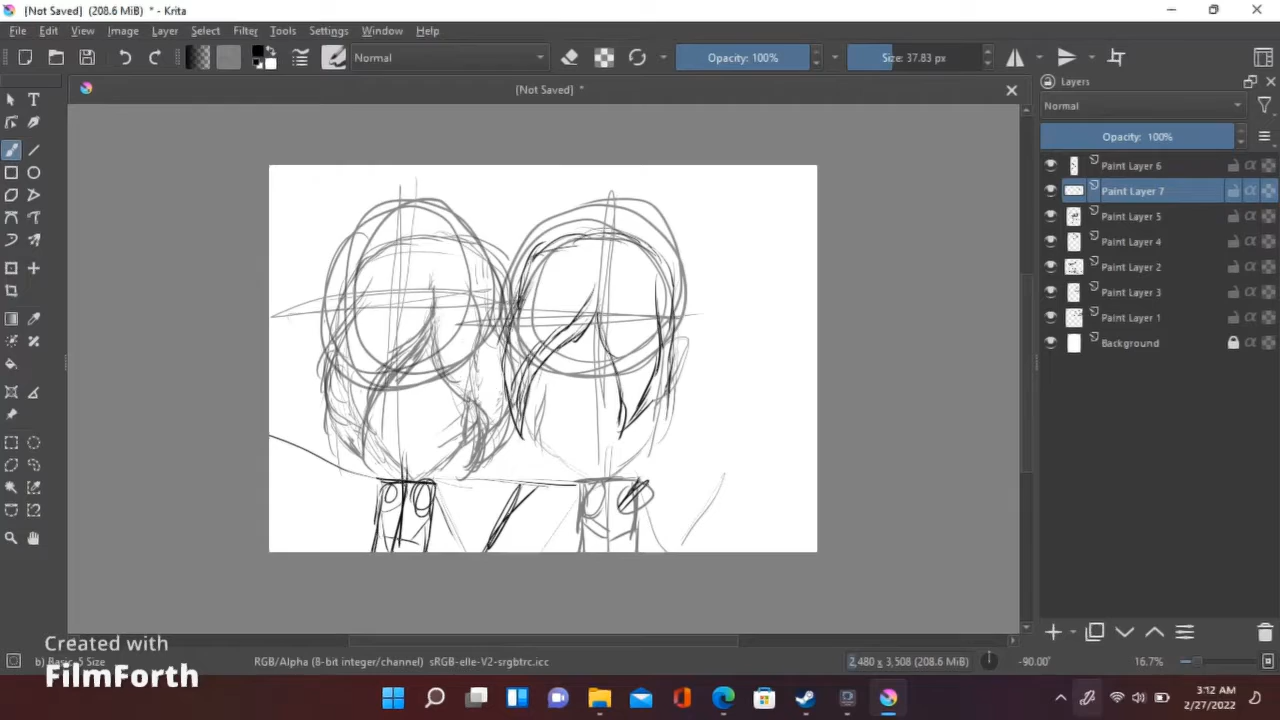 [Not Saved] (208.6 MiB) * - Krita
File Edit View Image Layer Select Filter Tools Settings Window Help
Normal Opacity: 100% Size: 37.83 px
[Not Saved] *
Layers
Normal
Opacity: 100%
Paint Layer 6
Paint Layer 7
Paint Layer 5
Paint Layer 4
Paint Layer 2
Paint Layer 3
Paint Layer 1
Background
Created with
FilmForth
b) Basic-5 Size RGB/Alpha (8-bit integer/channel) sRGB-elle-V2-srgbtrc.icc 2,480 x 3,508 (208.6 MiB) -90.00° 16.7%
3:12 AM
2/27/2022